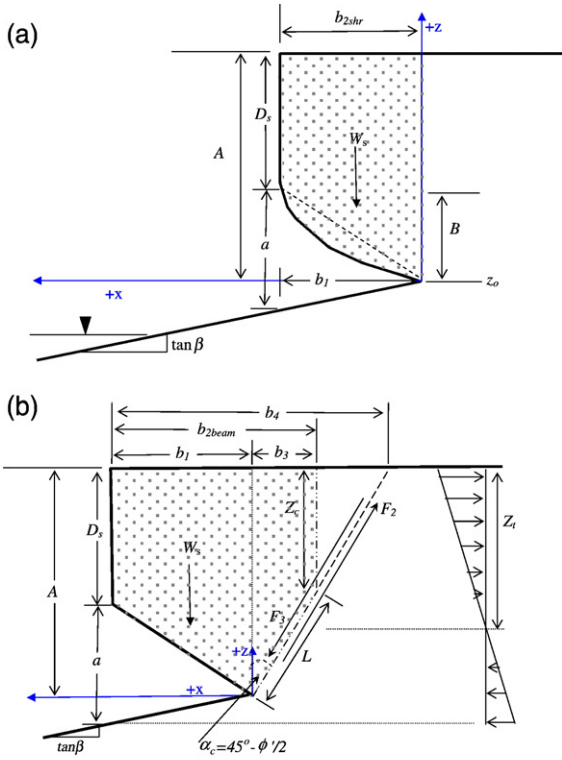 (a)
b2shr
+z
Ds
A
Ws
B
a
b1
zo
+x
tanβ
(b)
b4
b2beam
b1
b3
Zc
F2
Zt
Ds
Ws
A
F3
a
+z
L
+x
tanβ
αc=45°-ϕ'/2